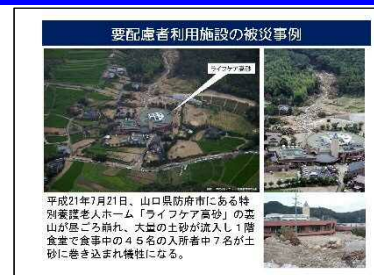 要配慮者利用施設の被災事例
ライフケア高砂
平成21年7月21日、山口県防府市にある特
別養護老人ホーム「ライフケア高砂」の裏
山が昼ごろ崩れ、大量の土砂が流入し1階
食堂で食事中の45名の入所者中7名が土
砂に巻き込まれ犠牲になる。